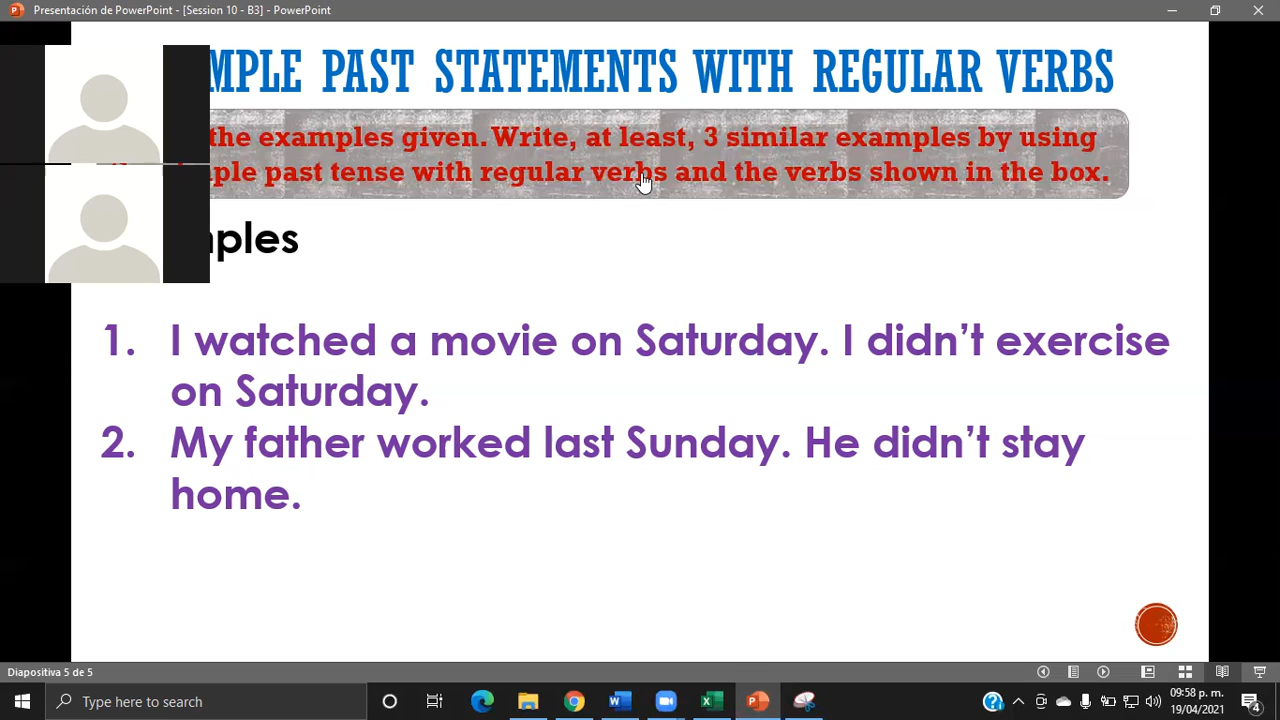 Presentación de PowerPoint - [Session 10 - B3] - PowerPoint
PAST STATEMENTS WITH REGULAR VERBS
the examples given. Write, at least, 3 similar examples by using
past tense with regular verbs and the verbs shown in the box.
1. I watched a movie on Saturday. I didn’t exercise
on Saturday.
2. My father worked last Sunday. He didn’t stay
home.
Diapositiva 5 de 5
Type here to search
09:58 p. m.
19/04/2021
4